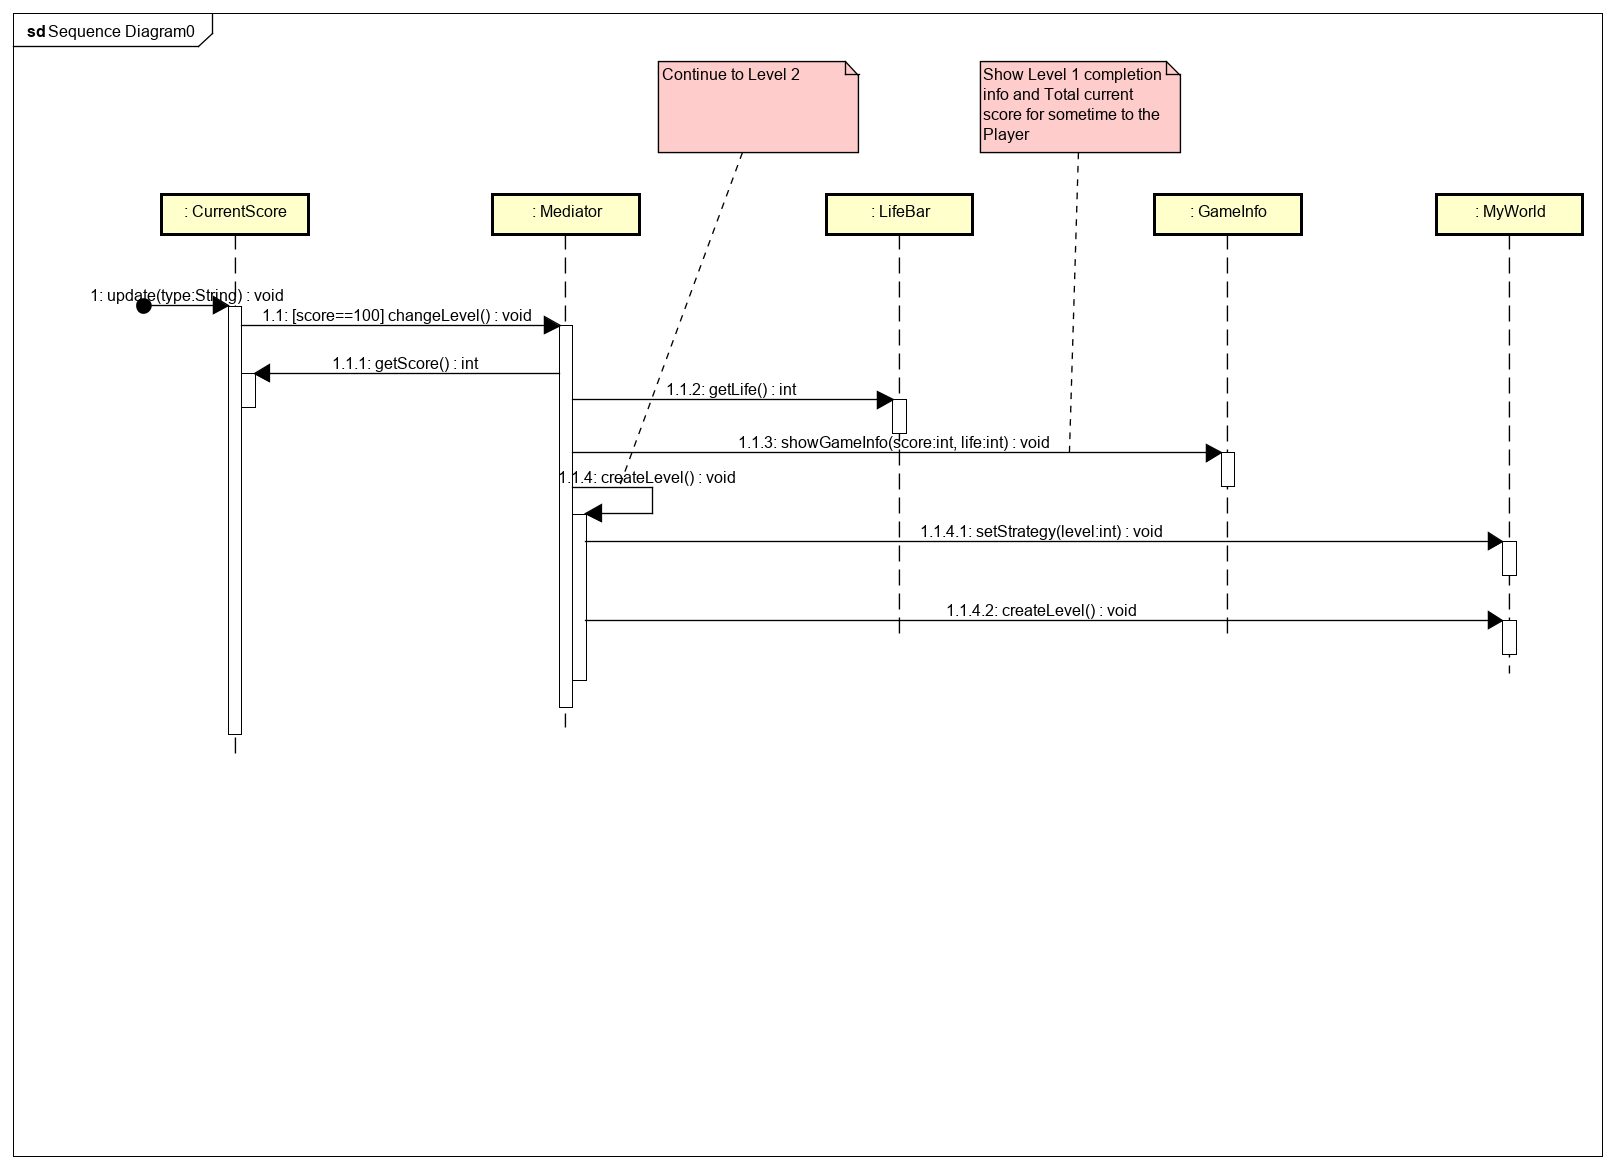 sd Sequence Diagram0
Continue to Level 2
Show Level 1 completion
info and Total current
score for sometime to the
Player
: CurrentScore
: Mediator
: LifeBar
: GameInfo
: MyWorld
1: update(type:String) : void
1.1: [score==100] changeLevel() : void
1.1.1: getScore() : int
1.1.2: getLife() : int
1.1.3: showGameInfo(score:int, life:int) : void
1.1.4: createLevel() : void
1.1.4.1: setStrategy(level:int) : void
1.1.4.2: createLevel() : void